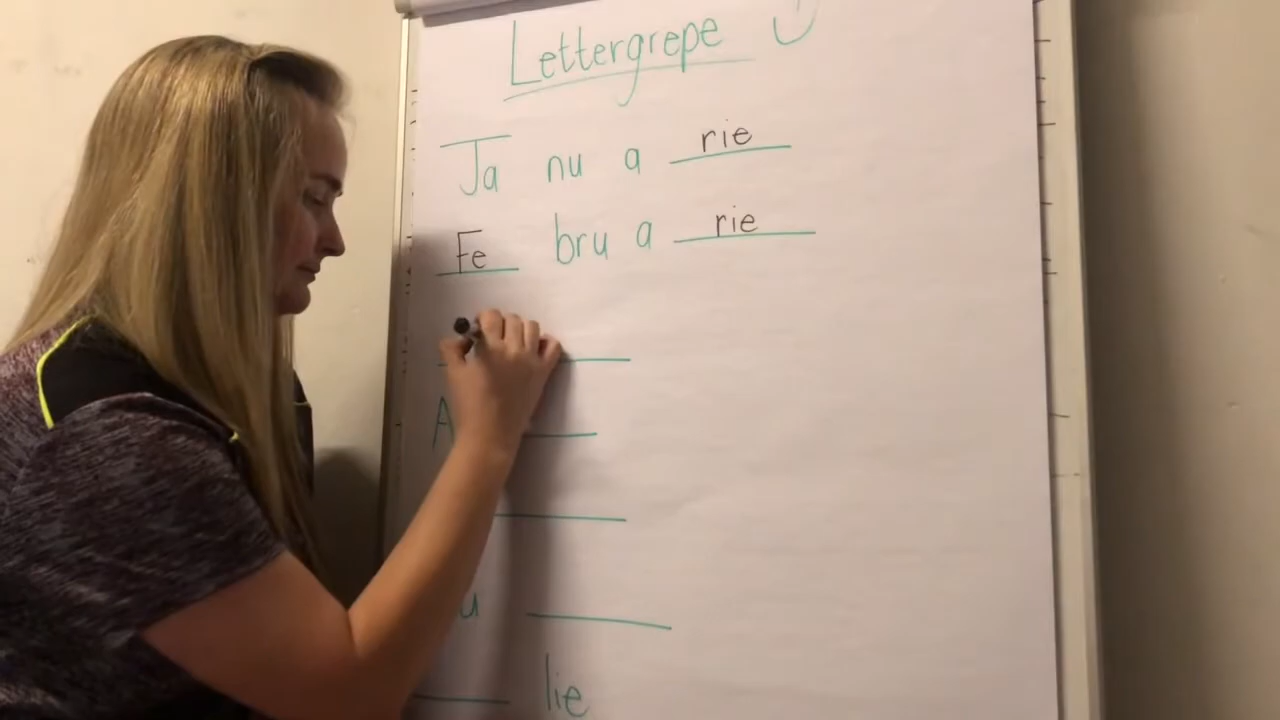 Lettergrepe
Ja nu a rie
Fe bru a rie
A
u
lie